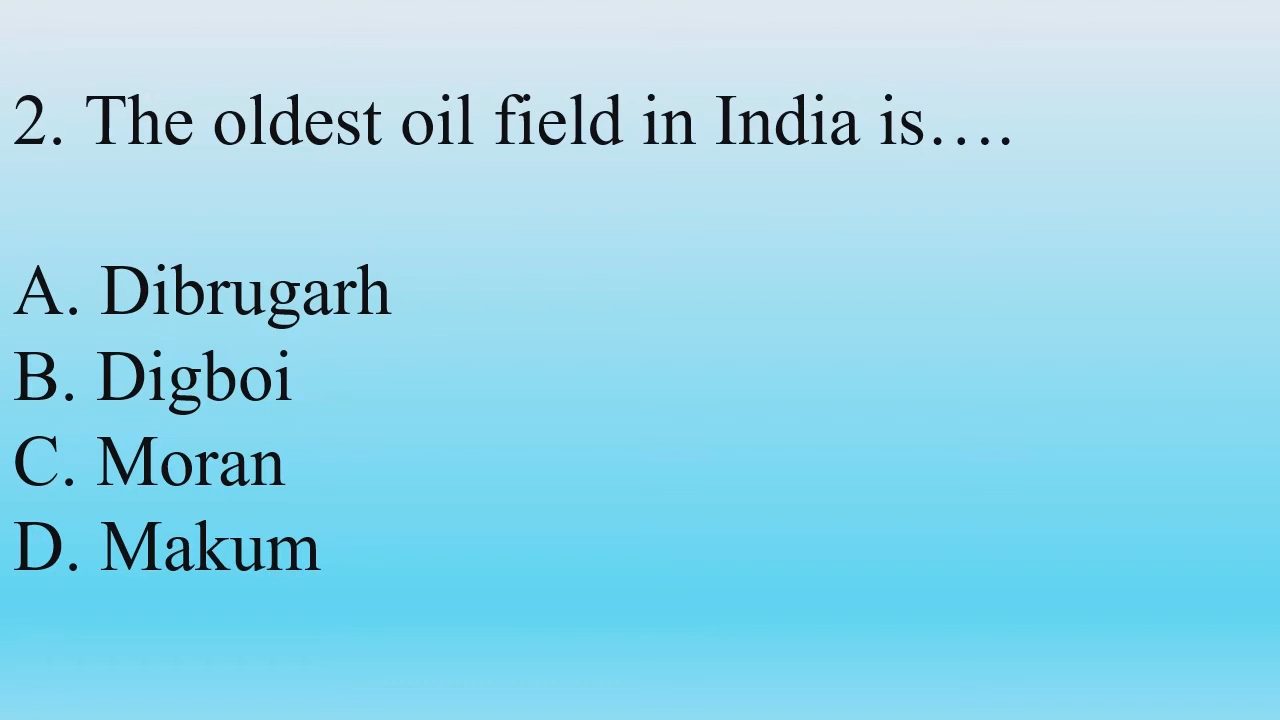 2. The oldest oil field in India is….
A. Dibrugarh
B. Digboi
C. Moran
D. Makum